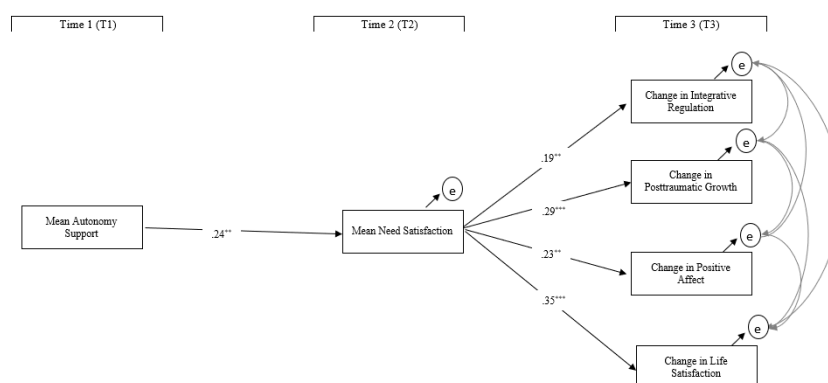 Time 1 (T1)
Time 2 (T2)
Time 3 (T3)
e
Change in Integrative
Regulation
.19**
e
Change in
Posttraumatic Growth
e
.29***
Mean Autonomy
Support
.24**
Mean Need Satisfaction
.23**
e
Change in Positive
Affect
.35***
e
Change in Life
Satisfaction